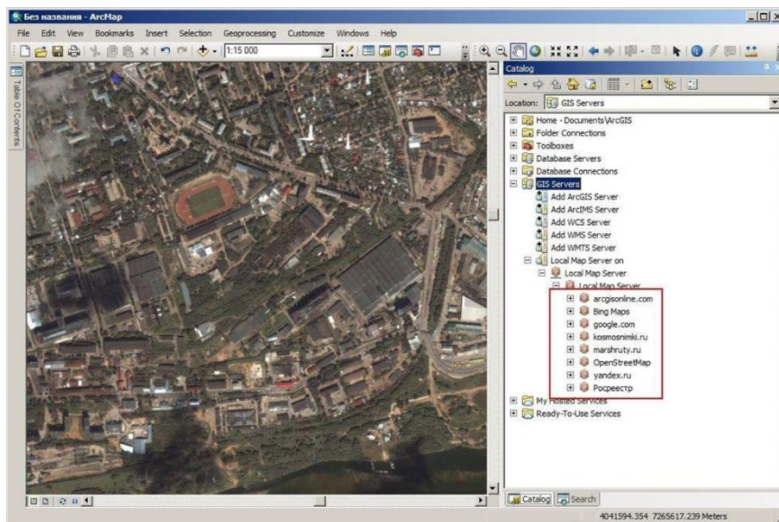 Без названия - ArcMap
File Edit View Bookmarks Insert Selection Geoprocessing Customize Windows Help
1:15 000
Table Of Contents
Catalog
Location: GIS Servers
Home - Documents\ArcGIS
Folder Connections
Toolboxes
Database Servers
Database Connections
GIS Servers
Add ArcGIS Server
Add ArcIMS Server
Add WCS Server
Add WMS Server
Add WMTS Server
Local Map Server on
Local Map Server
Local Map Server
arcgisonline.com
Bing Maps
google.com
kosmosnimki.ru
marshruty.ru
OpenStreetMap
yandex.ru
Росреестр
My Hosted Services
Ready-To-Use Services
Catalog Search
4041594.354 7265617.239 Meters